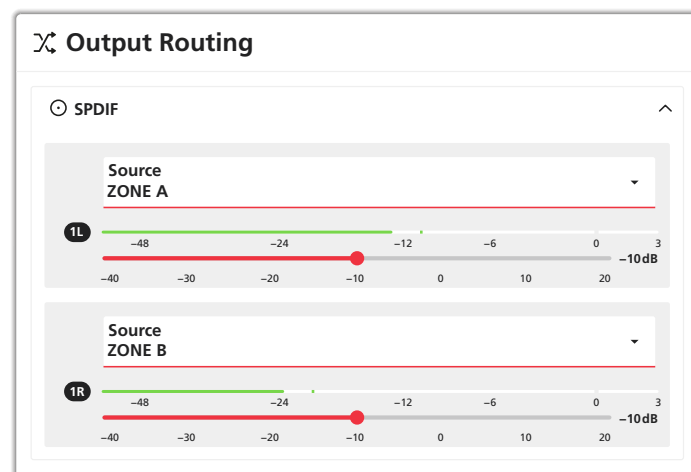 Output Routing
SPDIF
Source
ZONE A
1L
−48 −24 −12 −6 0 3
−10dB
−40 −30 −20 −10 0 10 20
Source
ZONE B
1R
−48 −24 −12 −6 0 3
−10dB
−40 −30 −20 −10 0 10 20